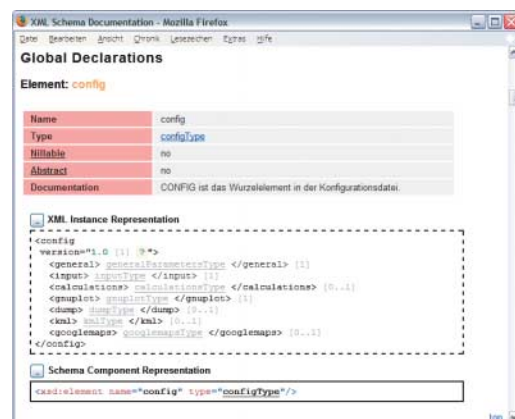 XML Schema Documentation - Mozilla Firefox
Datei Bearbeiten Ansicht Chronik Lesezeichen Extras Hilfe
Global Declarations
Element: config
Name config
Type configType
Nillable no
Abstract no
Documentation CONFIG ist das Wurzelelement in der Konfigurationsdatei.
XML Instance Representation
<config
version="1.0 [1] ?">
<general> generalParametersType </general> [1]
<input> inputType </input> [1]
<calculations> calculationsType </calculations> [0..1]
<gnuplot> gnuplotType </gnuplot> [1]
<dump> dumpType </dump> [0..1]
<kml> kmlType </kml> [0..1]
<googlemaps> googlemapsType </googlemaps> [0..1]
</config>
Schema Component Representation
<xsd:element name="config" type="configType"/>
top